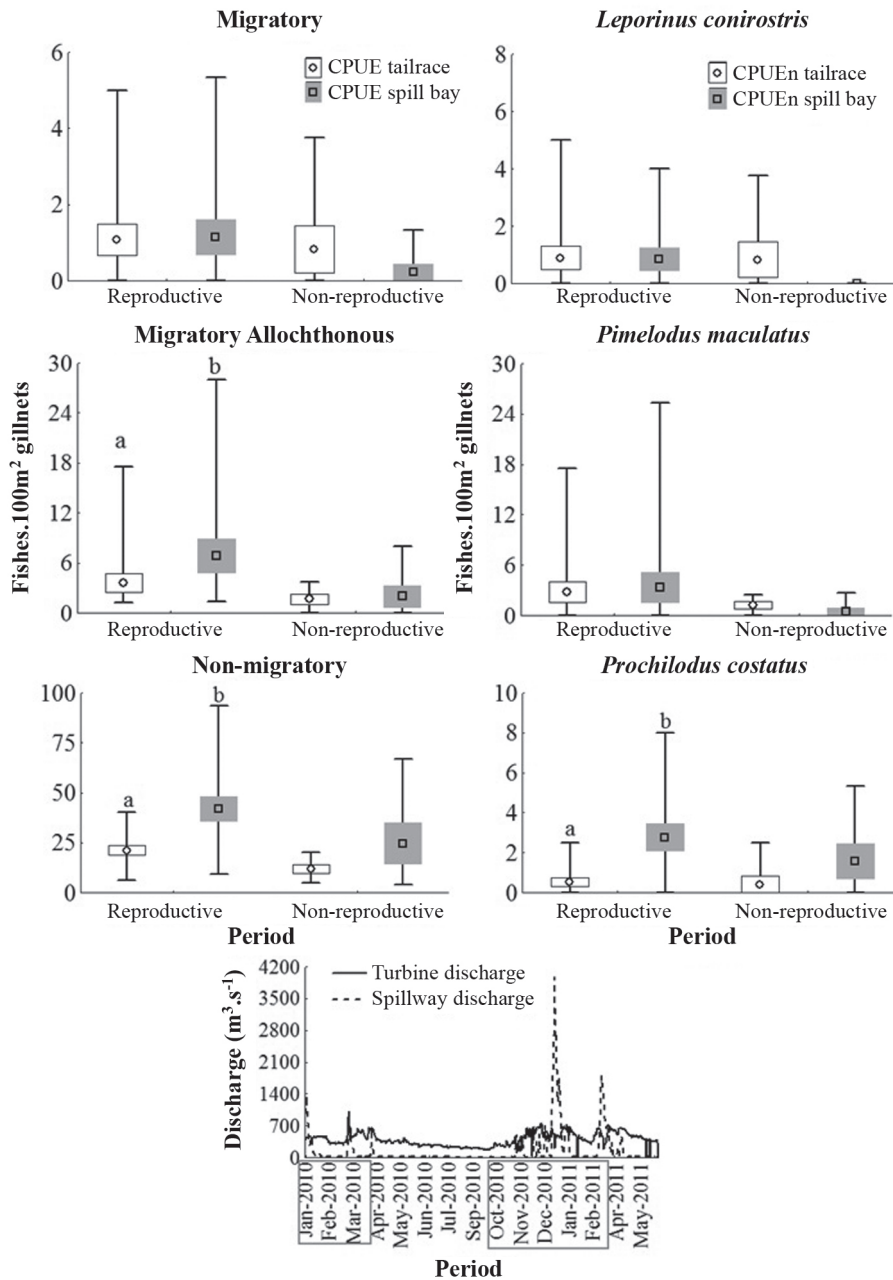 Migratory
6
4
2
0
CPUE tailrace
CPUE spill bay
Reproductive
Non-reproductive
Leporinus conirostris
8
6
4
2
0
CPUEn tailrace
CPUEn spill bay
Reproductive
Non-reproductive
Migratory Allochthonous
Fishes.100m² gillnets
30
24
18
12
6
0
a
b
Reproductive
Non-reproductive
Pimelodus maculatus
Fishes.100m² gillnets
30
24
18
12
6
0
Reproductive
Non-reproductive
Non-migratory
100
75
50
25
0
a
b
Reproductive
Non-reproductive
Period
Prochilodus costatus
10
8
6
4
2
0
a
b
Reproductive
Non-reproductive
Period
Discharge (m³.s⁻¹)
4200
3500
2800
2100
1400
700
0
Turbine discharge
Spillway discharge
Jan-2010
Feb-2010
Mar-2010
Apr-2010
May-2010
Jun-2010
Jul-2010
Sep-2010
Oct-2010
Nov-2010
Dec-2010
Jan-2011
Feb-2011
Apr-2011
May-2011
Period